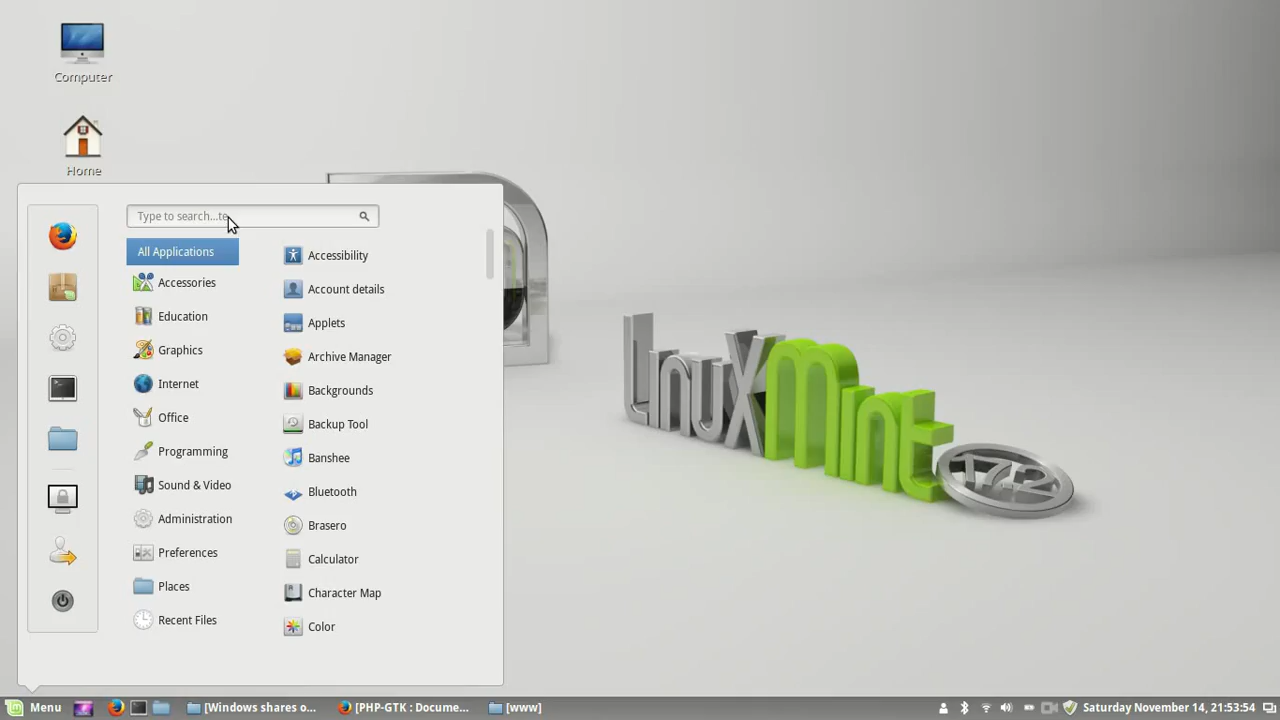 Computer
Home
Type to search...te
All Applications
Accessories
Education
Graphics
Internet
Office
Programming
Sound & Video
Administration
Preferences
Places
Recent Files
Accessibility
Account details
Applets
Archive Manager
Backgrounds
Backup Tool
Banshee
Bluetooth
Brasero
Calculator
Character Map
Color
LinuxMint
17.2
Menu
[Windows shares o...
[PHP-GTK : Docume...
[www]
Saturday November 14, 21:53:54